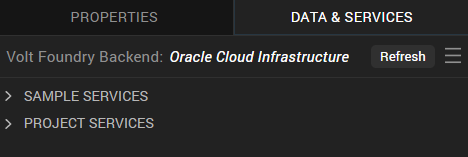 PROPERTIES DATA & SERVICES
Volt Foundry Backend: Oracle Cloud Infrastructure Refresh
SAMPLE SERVICES
PROJECT SERVICES